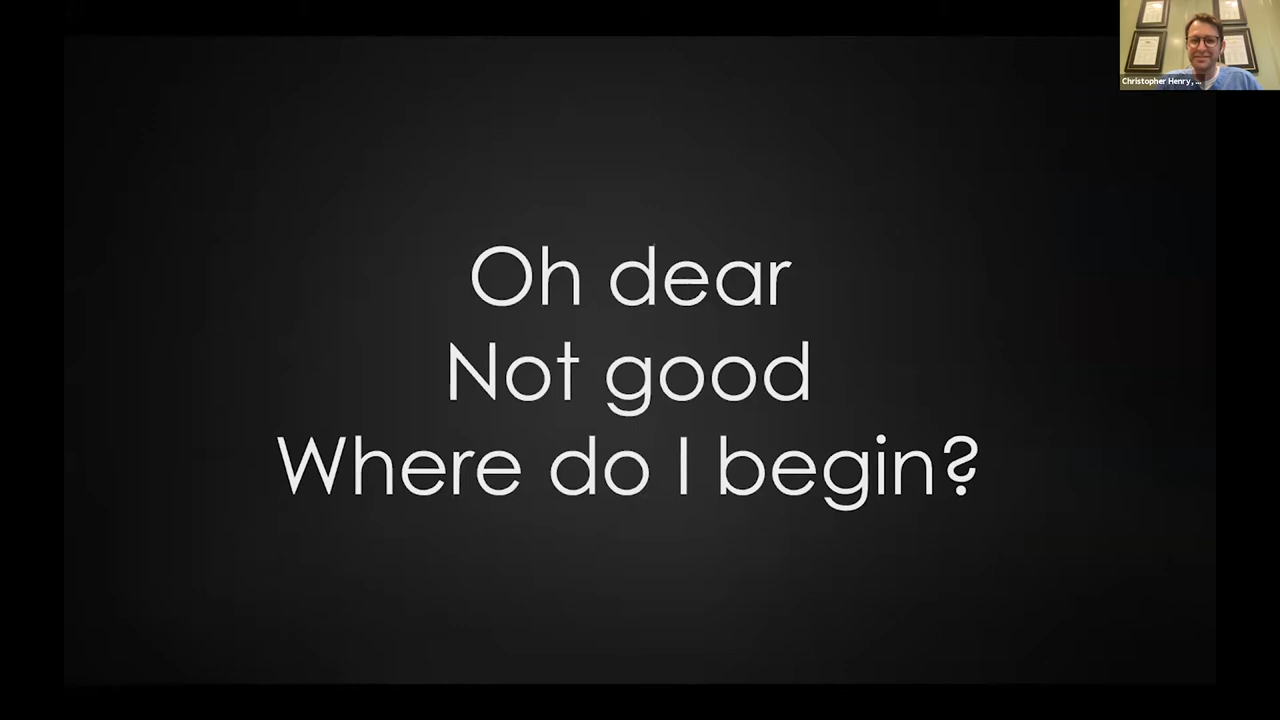 Oh dear
Not good
Where do I begin?
Christopher Henry, ...